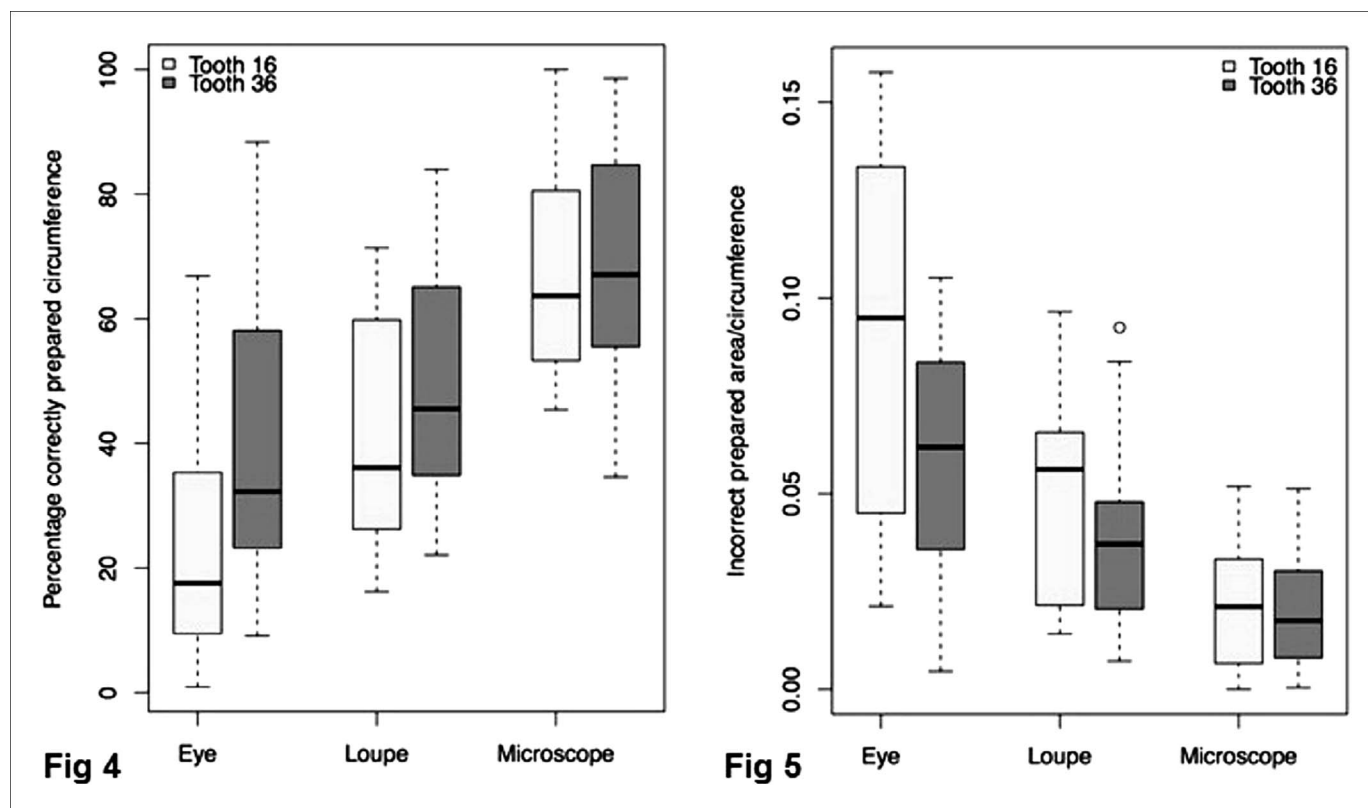 Tooth 16
Tooth 36
Percentage correctly prepared circumference
100
80
60
40
20
0
Eye Loupe Microscope
Fig 4
Tooth 16
Tooth 36
Incorrect prepared area/circumference
0.15
0.10
0.05
0.00
Eye Loupe Microscope
Fig 5